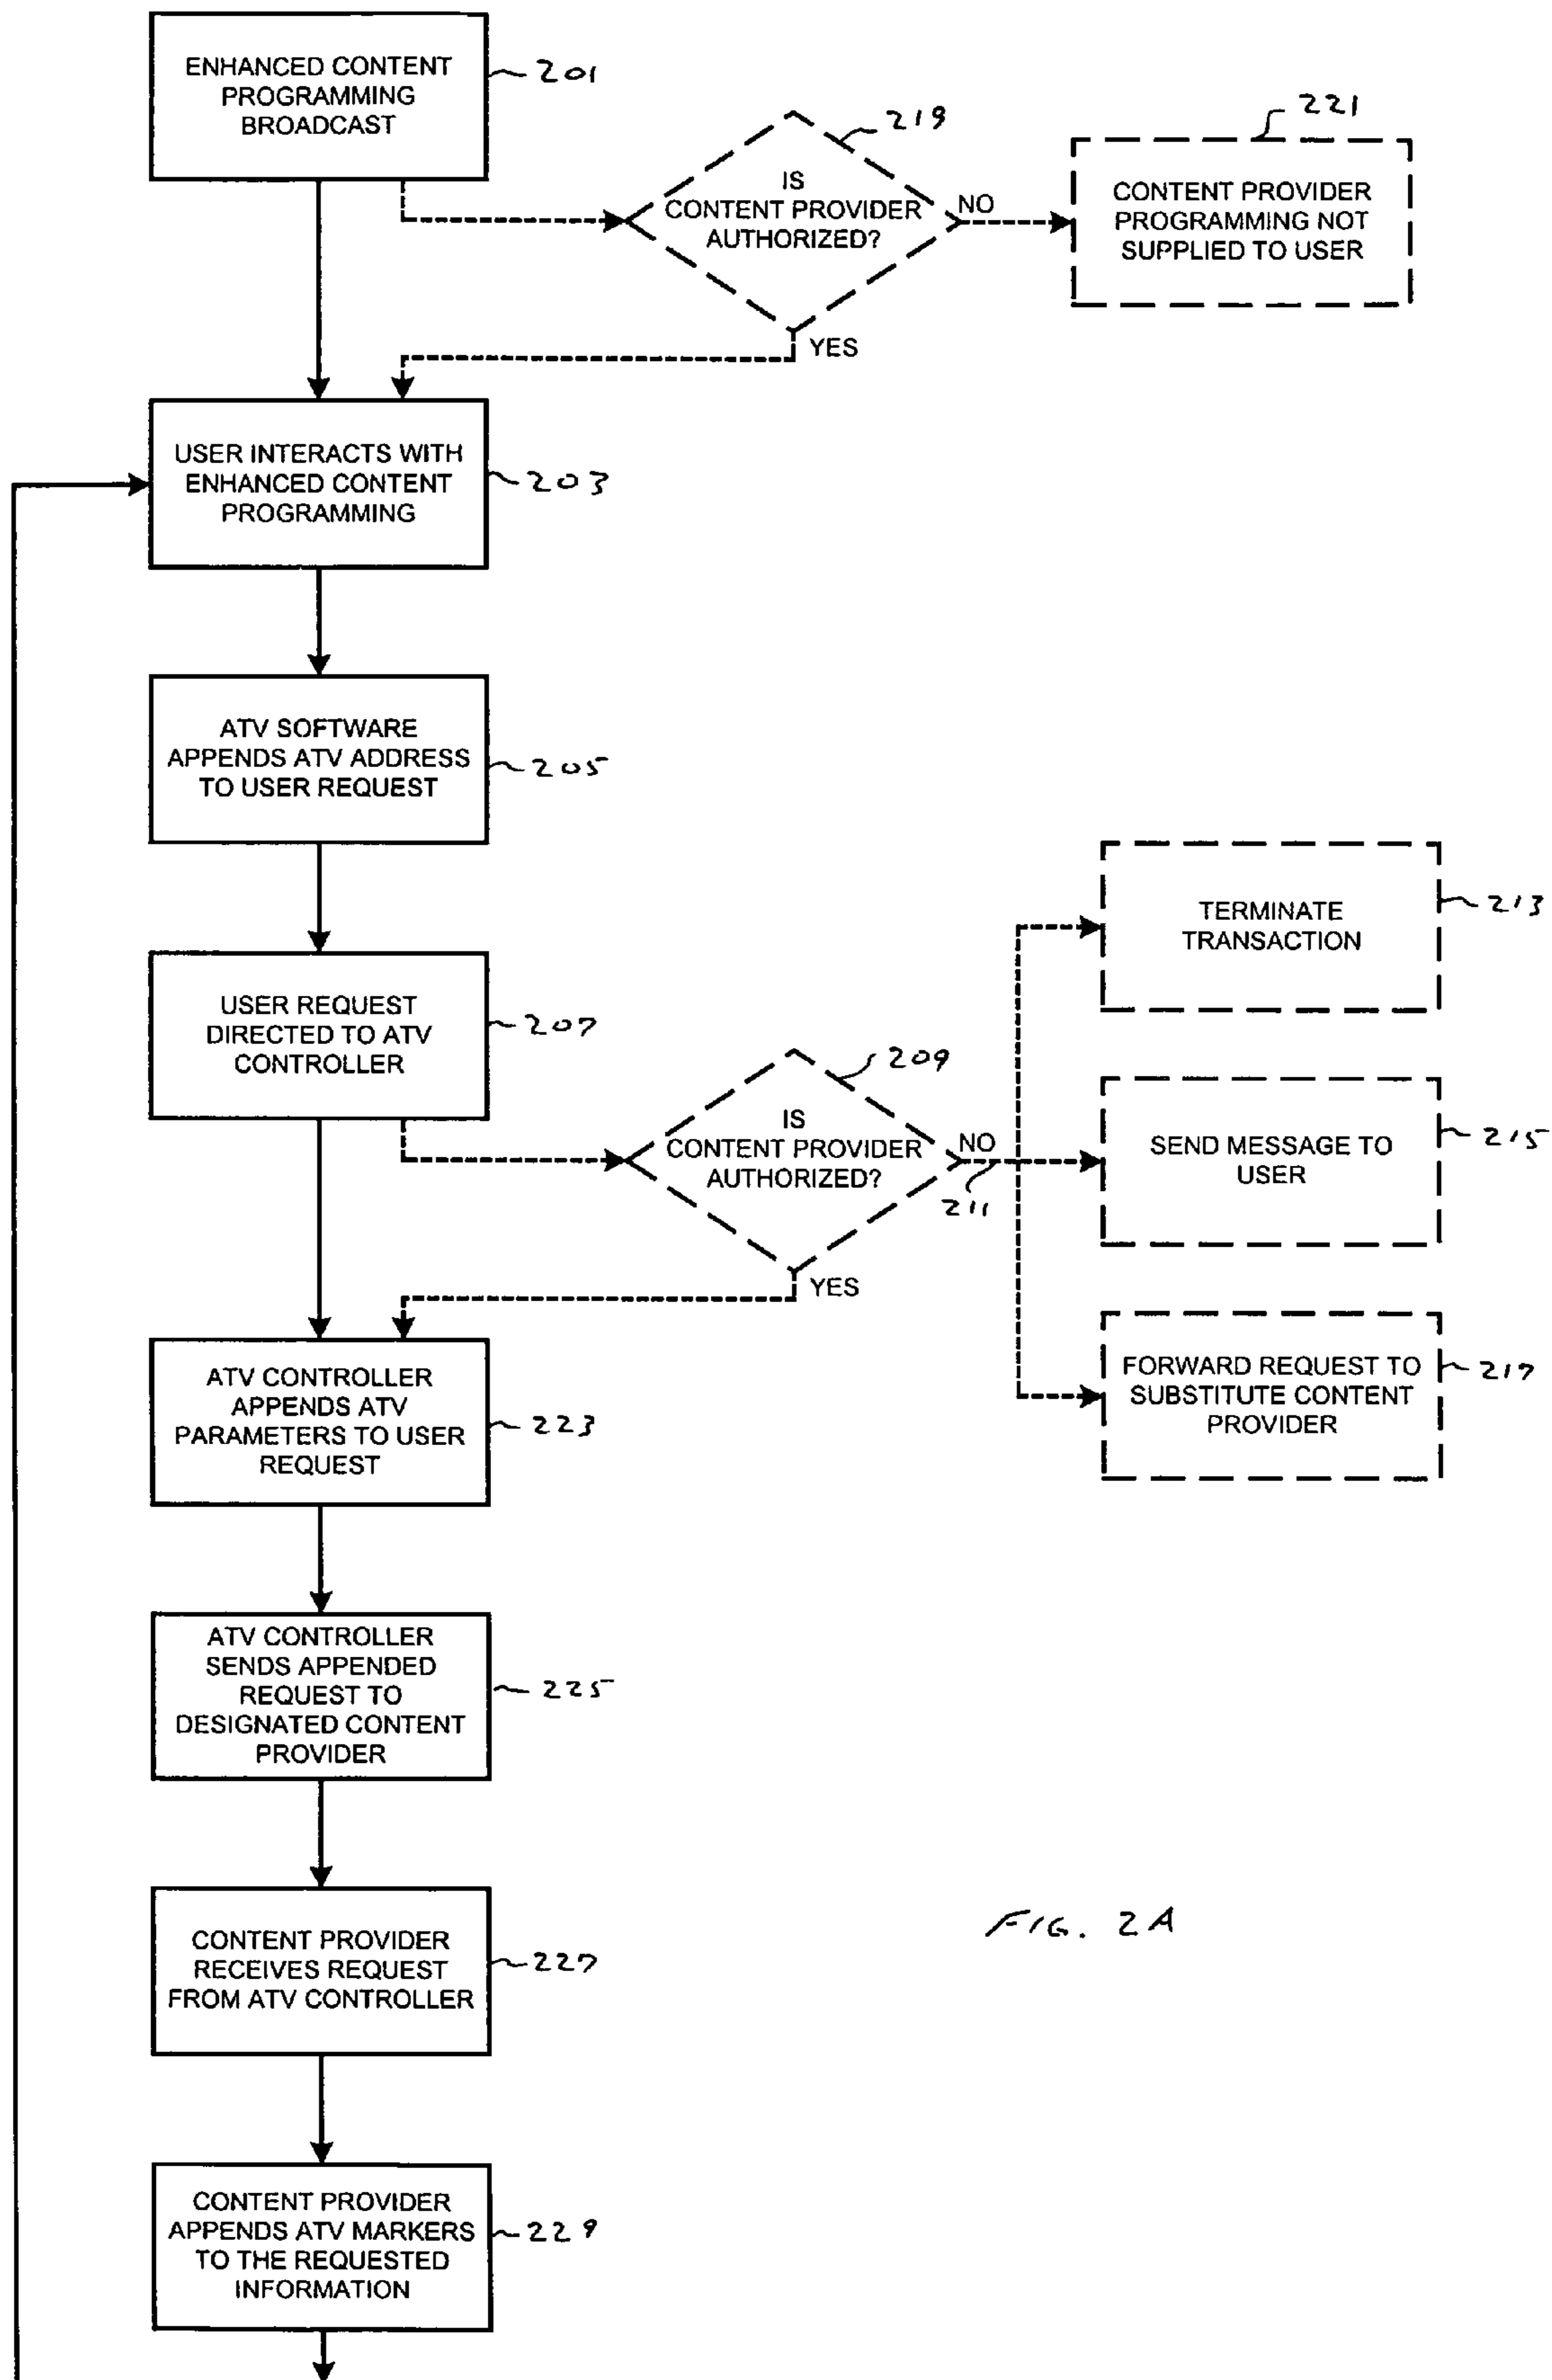 ENHANCED CONTENT
PROGRAMMING
BROADCAST
201
IS
CONTENT PROVIDER
AUTHORIZED?
219
NO
YES
CONTENT PROVIDER
PROGRAMMING NOT
SUPPLIED TO USER
221
USER INTERACTS WITH
ENHANCED CONTENT
PROGRAMMING
203
ATV SOFTWARE
APPENDS ATV ADDRESS
TO USER REQUEST
205
USER REQUEST
DIRECTED TO ATV
CONTROLLER
207
IS
CONTENT PROVIDER
AUTHORIZED?
209
NO
211
YES
TERMINATE
TRANSACTION
213
SEND MESSAGE TO
USER
215
FORWARD REQUEST TO
SUBSTITUTE CONTENT
PROVIDER
217
ATV CONTROLLER
APPENDS ATV
PARAMETERS TO USER
REQUEST
223
ATV CONTROLLER
SENDS APPENDED
REQUEST TO
DESIGNATED CONTENT
PROVIDER
225
CONTENT PROVIDER
RECEIVES REQUEST
FROM ATV CONTROLLER
227
FIG. 2A
CONTENT PROVIDER
APPENDS ATV MARKERS
TO THE REQUESTED
INFORMATION
229